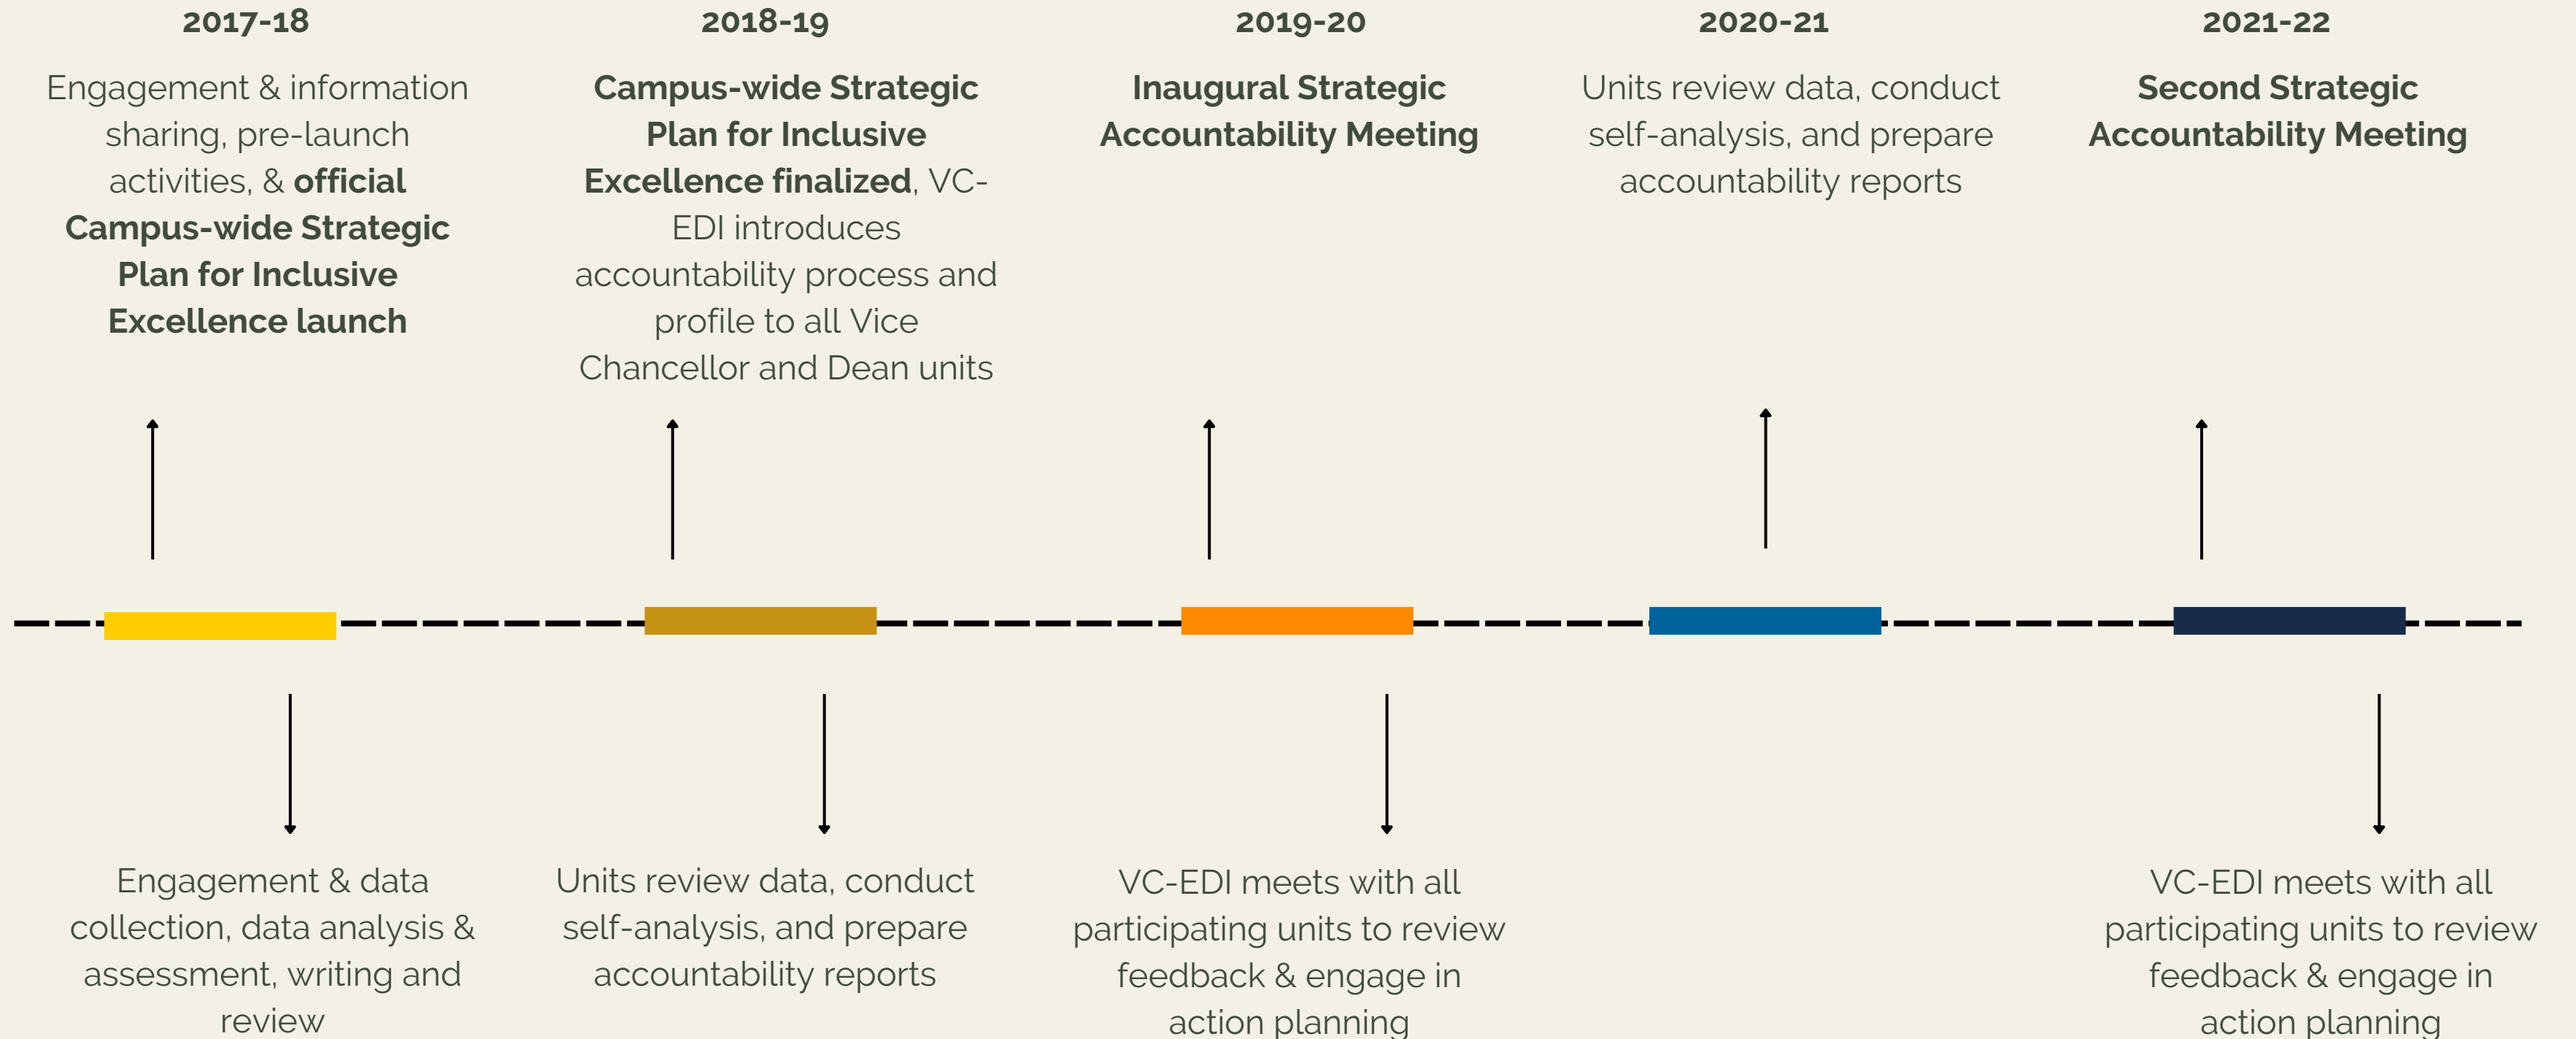 2017-18
Engagement & information
sharing, pre-launch
activities, & official
Campus-wide Strategic
Plan for Inclusive
Excellence launch
Engagement & data
collection, data analysis &
assessment, writing and
review
2018-19
Campus-wide Strategic
Plan for Inclusive
Excellence finalized, VC-
EDI introduces
accountability process and
profile to all Vice
Chancellor and Dean units
Units review data, conduct
self-analysis, and prepare
accountability reports
2019-20
Inaugural Strategic
Accountability Meeting
VC-EDI meets with all
participating units to review
feedback & engage in
action planning
2020-21
Units review data, conduct
self-analysis, and prepare
accountability reports
2021-22
Second Strategic
Accountability Meeting
VC-EDI meets with all
participating units to review
feedback & engage in
action planning